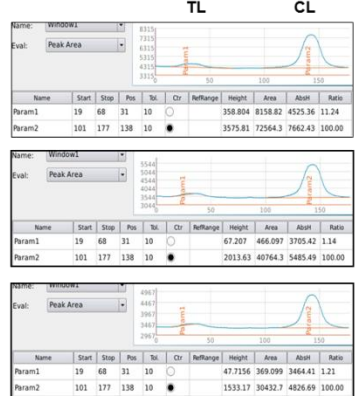 TL CL
Name: Window1
Eval: Peak Area
8315
7315
6315
5315
4315
3315
Param1
Param2
50 100 150
Name Start Stop Pos Tol. Ctr RefRange Height Area AbsH Ratio
Param1 19 68 31 10 358.804 8158.82 4525.36 11.24
Param2 101 177 138 10 3575.81 72564.3 7662.43 100.00
Name: Window1
Eval: Peak Area
5544
5044
4544
4044
3544
3044
Param1
Param2
50 100 150
Name Start Stop Pos Tol. Ctr RefRange Height Area AbsH Ratio
Param1 19 68 31 10 67.207 466.097 3705.42 1.14
Param2 101 177 138 10 2013.63 40764.3 5485.49 100.00
Name: Window1
Eval: Peak Area
4967
4467
3967
3467
2967
Param1
Param2
50 100 150
Name Start Stop Pos Tol. Ctr RefRange Height Area AbsH Ratio
Param1 19 68 31 10 47.7156 369.099 3464.41 1.21
Param2 101 177 138 10 1533.17 30432.7 4826.69 100.00